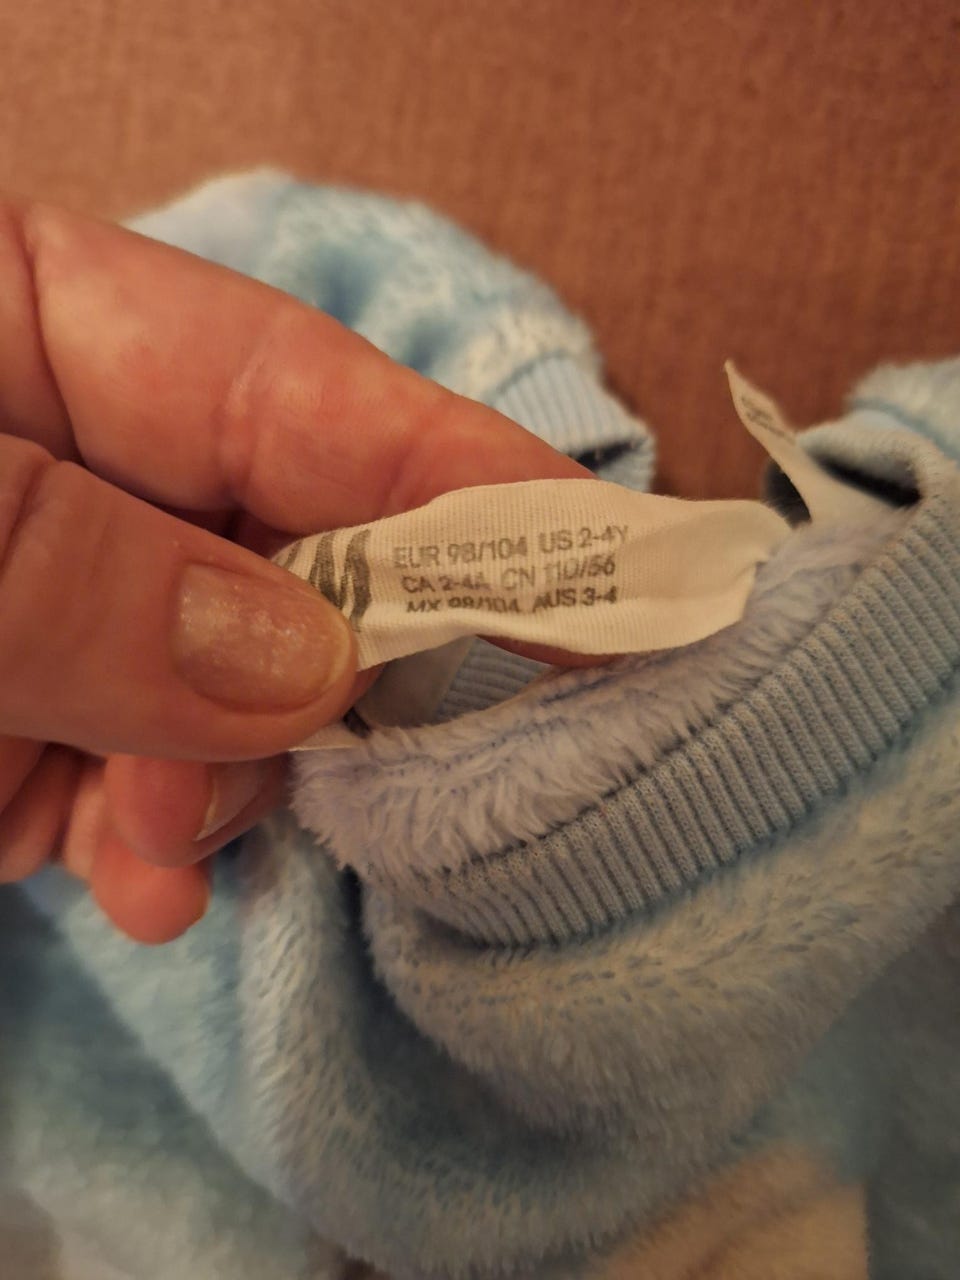 M
EUR 98/104 US 2-4Y
CA 2-4A CN 110/56
MX 98/104 AUS 3-4